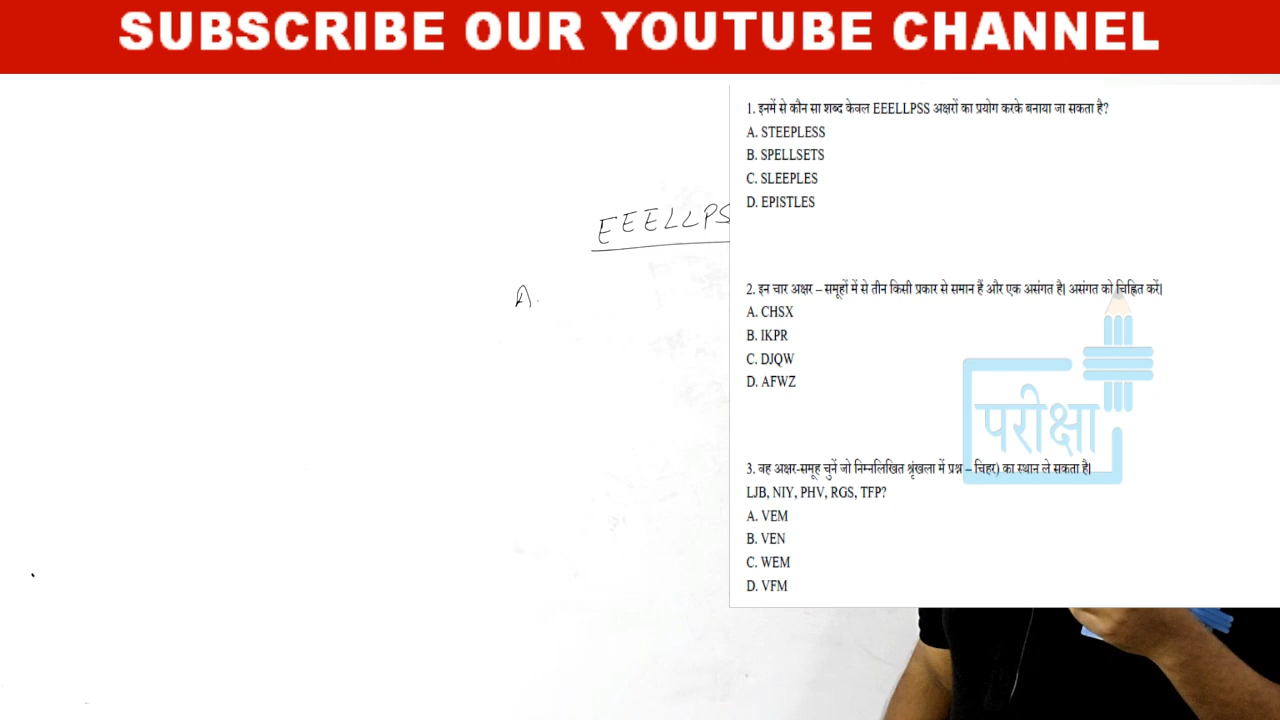 SUBSCRIBE OUR YOUTUBE CHANNEL
EEELLPS
A.
1. इनमें से कौन सा शब्द केवल EEELLPSS अक्षरों का प्रयोग करके बनाया जा सकता है?
A. STEEPLESS
B. SPELLSETS
C. SLEEPLES
D. EPISTLES
2. इन चार अक्षर – समूहों में से तीन किसी प्रकार से समान हैं और एक असंगत है। असंगत को चिह्नित करें।
A. CHSX
B. IKPR
C. DJQW
D. AFWZ
परीक्षा
3. वह अक्षर-समूह चुनें जो निम्नलिखित श्रृंखला में प्रश्न – चिहर) का स्थान ले सकता है।
LJB, NIY, PHV, RGS, TFP?
A. VEM
B. VEN
C. WEM
D. VFM